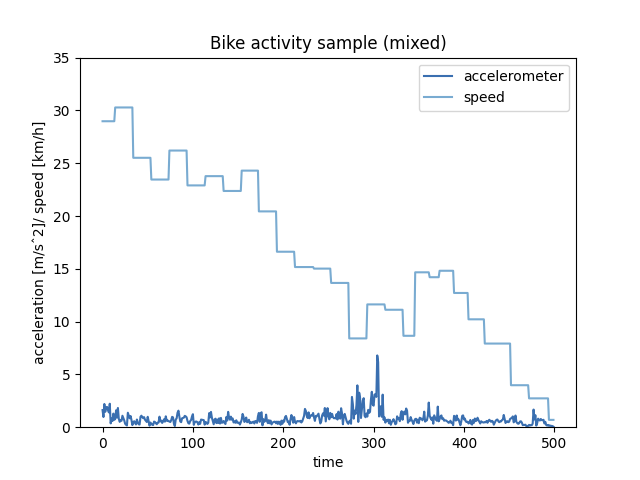 Bike activity sample (mixed)
accelerometer
speed
35
30
25
20
15
10
5
0
acceleration [m/s^2]/ speed [km/h]
0
100
200
300
400
500
time